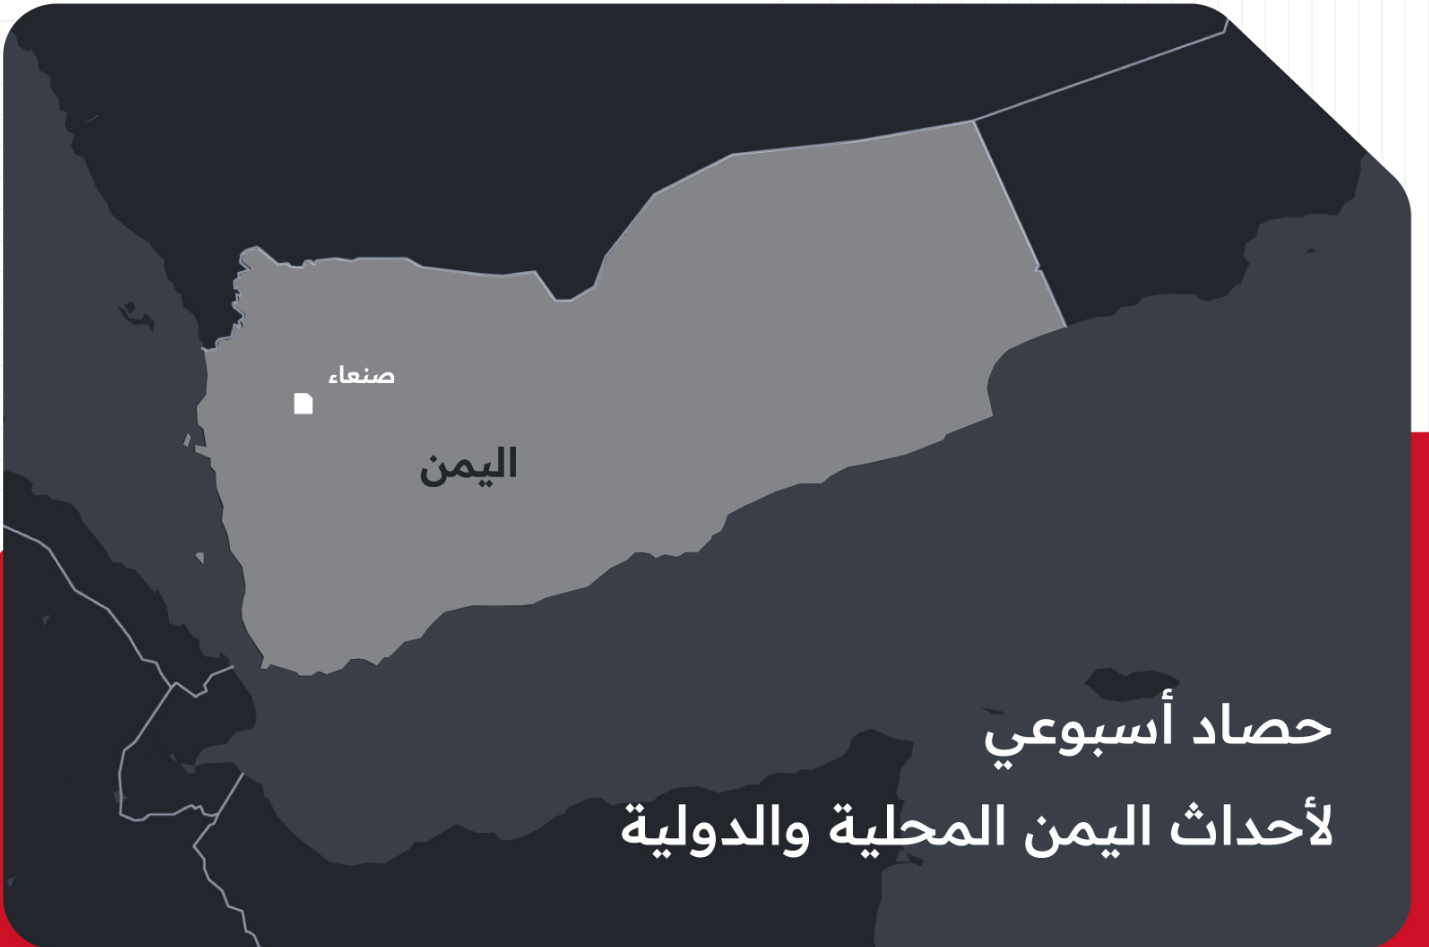 صنعاء
اليمن
حصاد أسبوعي
لأحداث اليمن المحلية والدولية